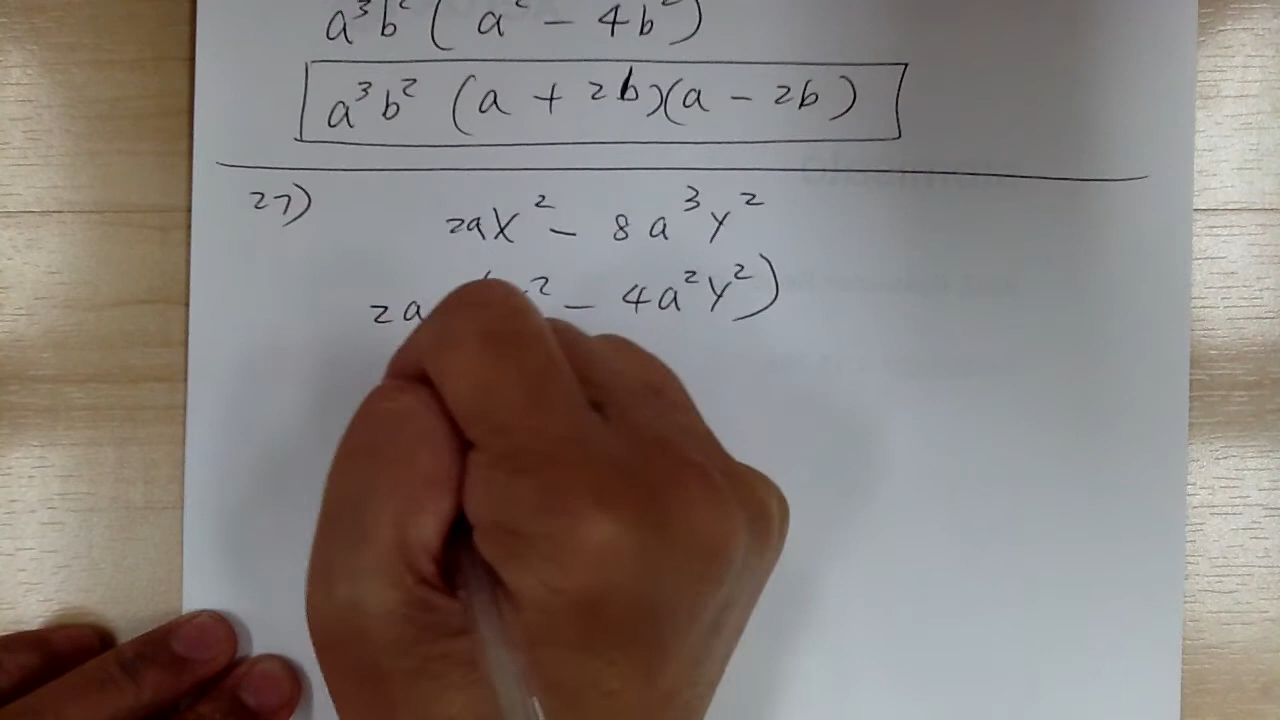 a³b² ( a² − 4b² )
a³b² (a + 2b)(a − 2b)
27)
2ax² − 8a³y²
2a ( ² − 4a²y²)